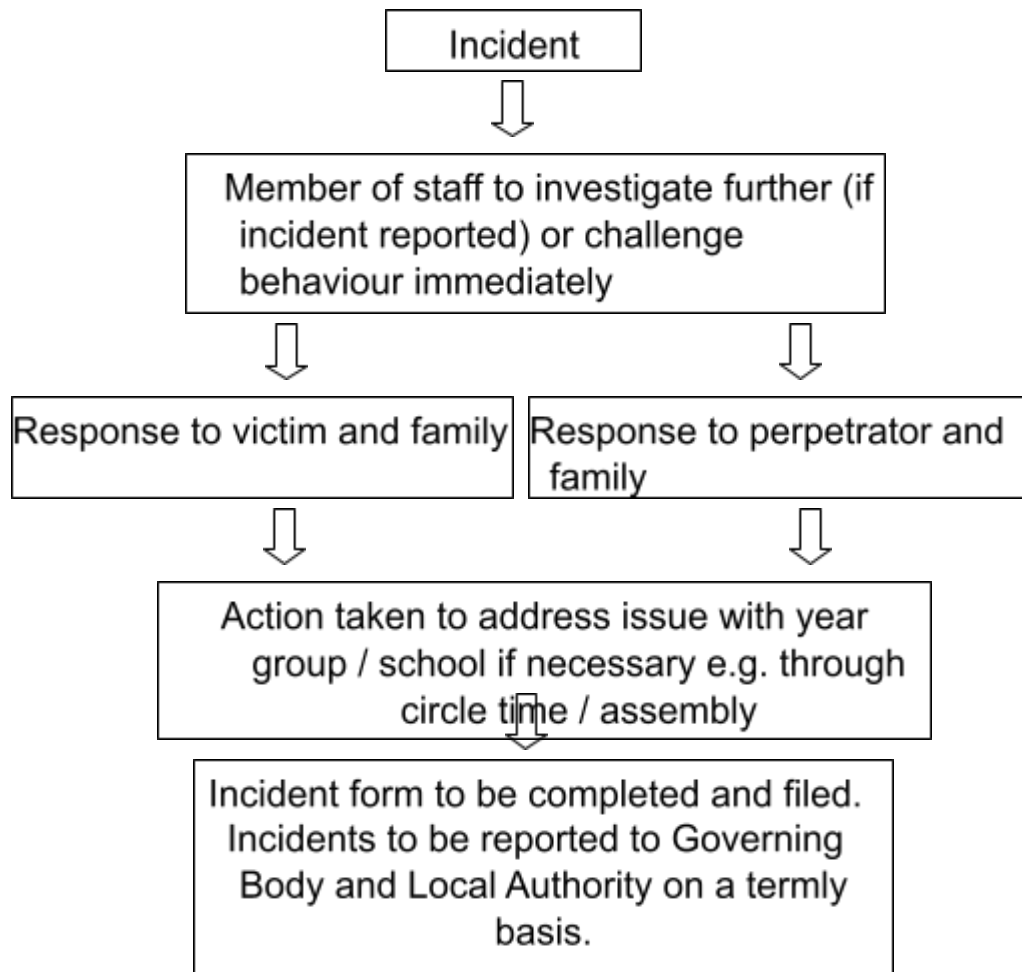 Incident
Member of staff to investigate further (if
incident reported) or challenge
behaviour immediately
Response to victim and family
Response to perpetrator and
family
Action taken to address issue with year
group / school if necessary e.g. through
circle time / assembly
Incident form to be completed and filed.
Incidents to be reported to Governing
Body and Local Authority on a termly
basis.